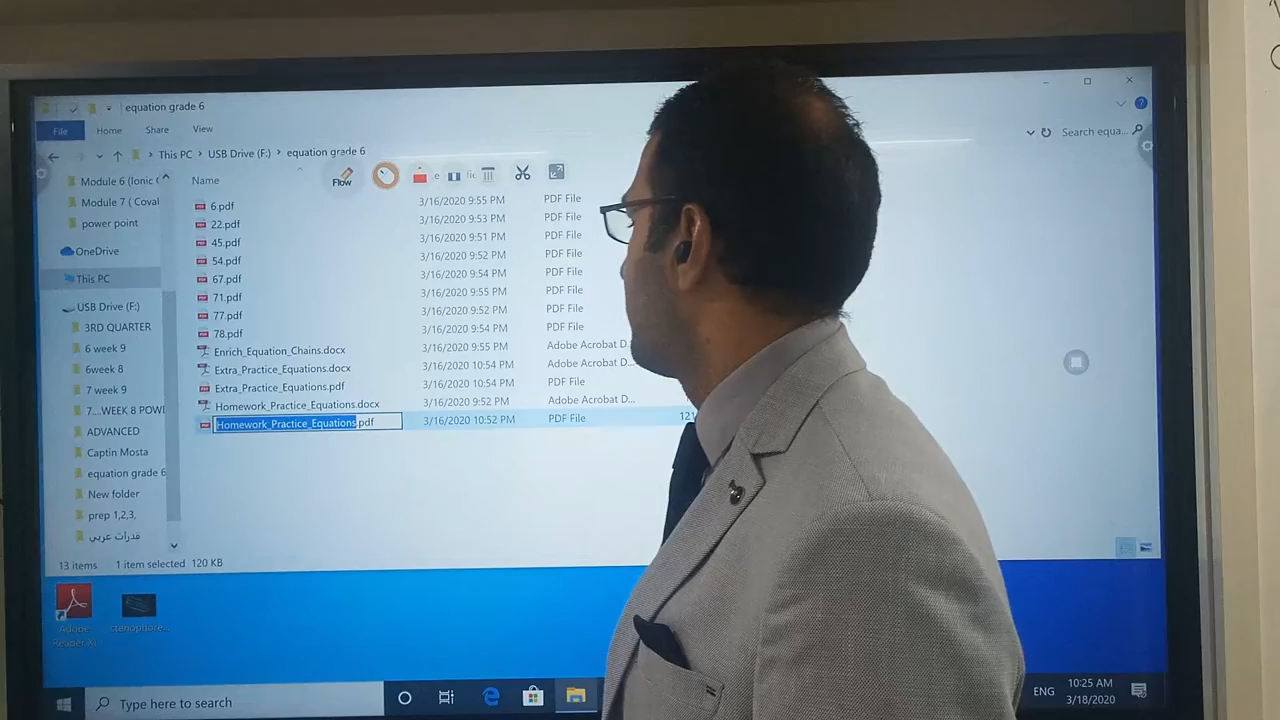 equation grade 6
File Home Share View
This PC > USB Drive (F:) > equation grade 6
Search equa...
Module 6 (Ionic (
Module 7 ( Coval
power point
OneDrive
This PC
USB Drive (F:)
3RD QUARTER
6 week 9
6week 8
7 week 9
7...WEEK 8 POWI
ADVANCED
Captin Mosta
equation grade 6
New folder
prep 1,2,3,
قدرات عربي
Name
Flow
6.pdf 3/16/2020 9:55 PM PDF File
22.pdf 3/16/2020 9:53 PM PDF File
45.pdf 3/16/2020 9:51 PM PDF File
54.pdf 3/16/2020 9:52 PM PDF File
67.pdf 3/16/2020 9:54 PM PDF File
71.pdf 3/16/2020 9:55 PM PDF File
77.pdf 3/16/2020 9:52 PM PDF File
78.pdf 3/16/2020 9:54 PM PDF File
Enrich_Equation_Chains.docx 3/16/2020 9:55 PM Adobe Acrobat D...
Extra_Practice_Equations.docx 3/16/2020 10:54 PM Adobe Acrobat D...
Extra_Practice_Equations.pdf 3/16/2020 10:54 PM PDF File
Homework_Practice_Equations.docx 3/16/2020 9:52 PM Adobe Acrobat D...
Homework_Practice_Equations.pdf 3/16/2020 10:52 PM PDF File 121
13 items 1 item selected 120 KB
Adobe
Reader XI
ctenophore...
Type here to search
ENG
10:25 AM
3/18/2020